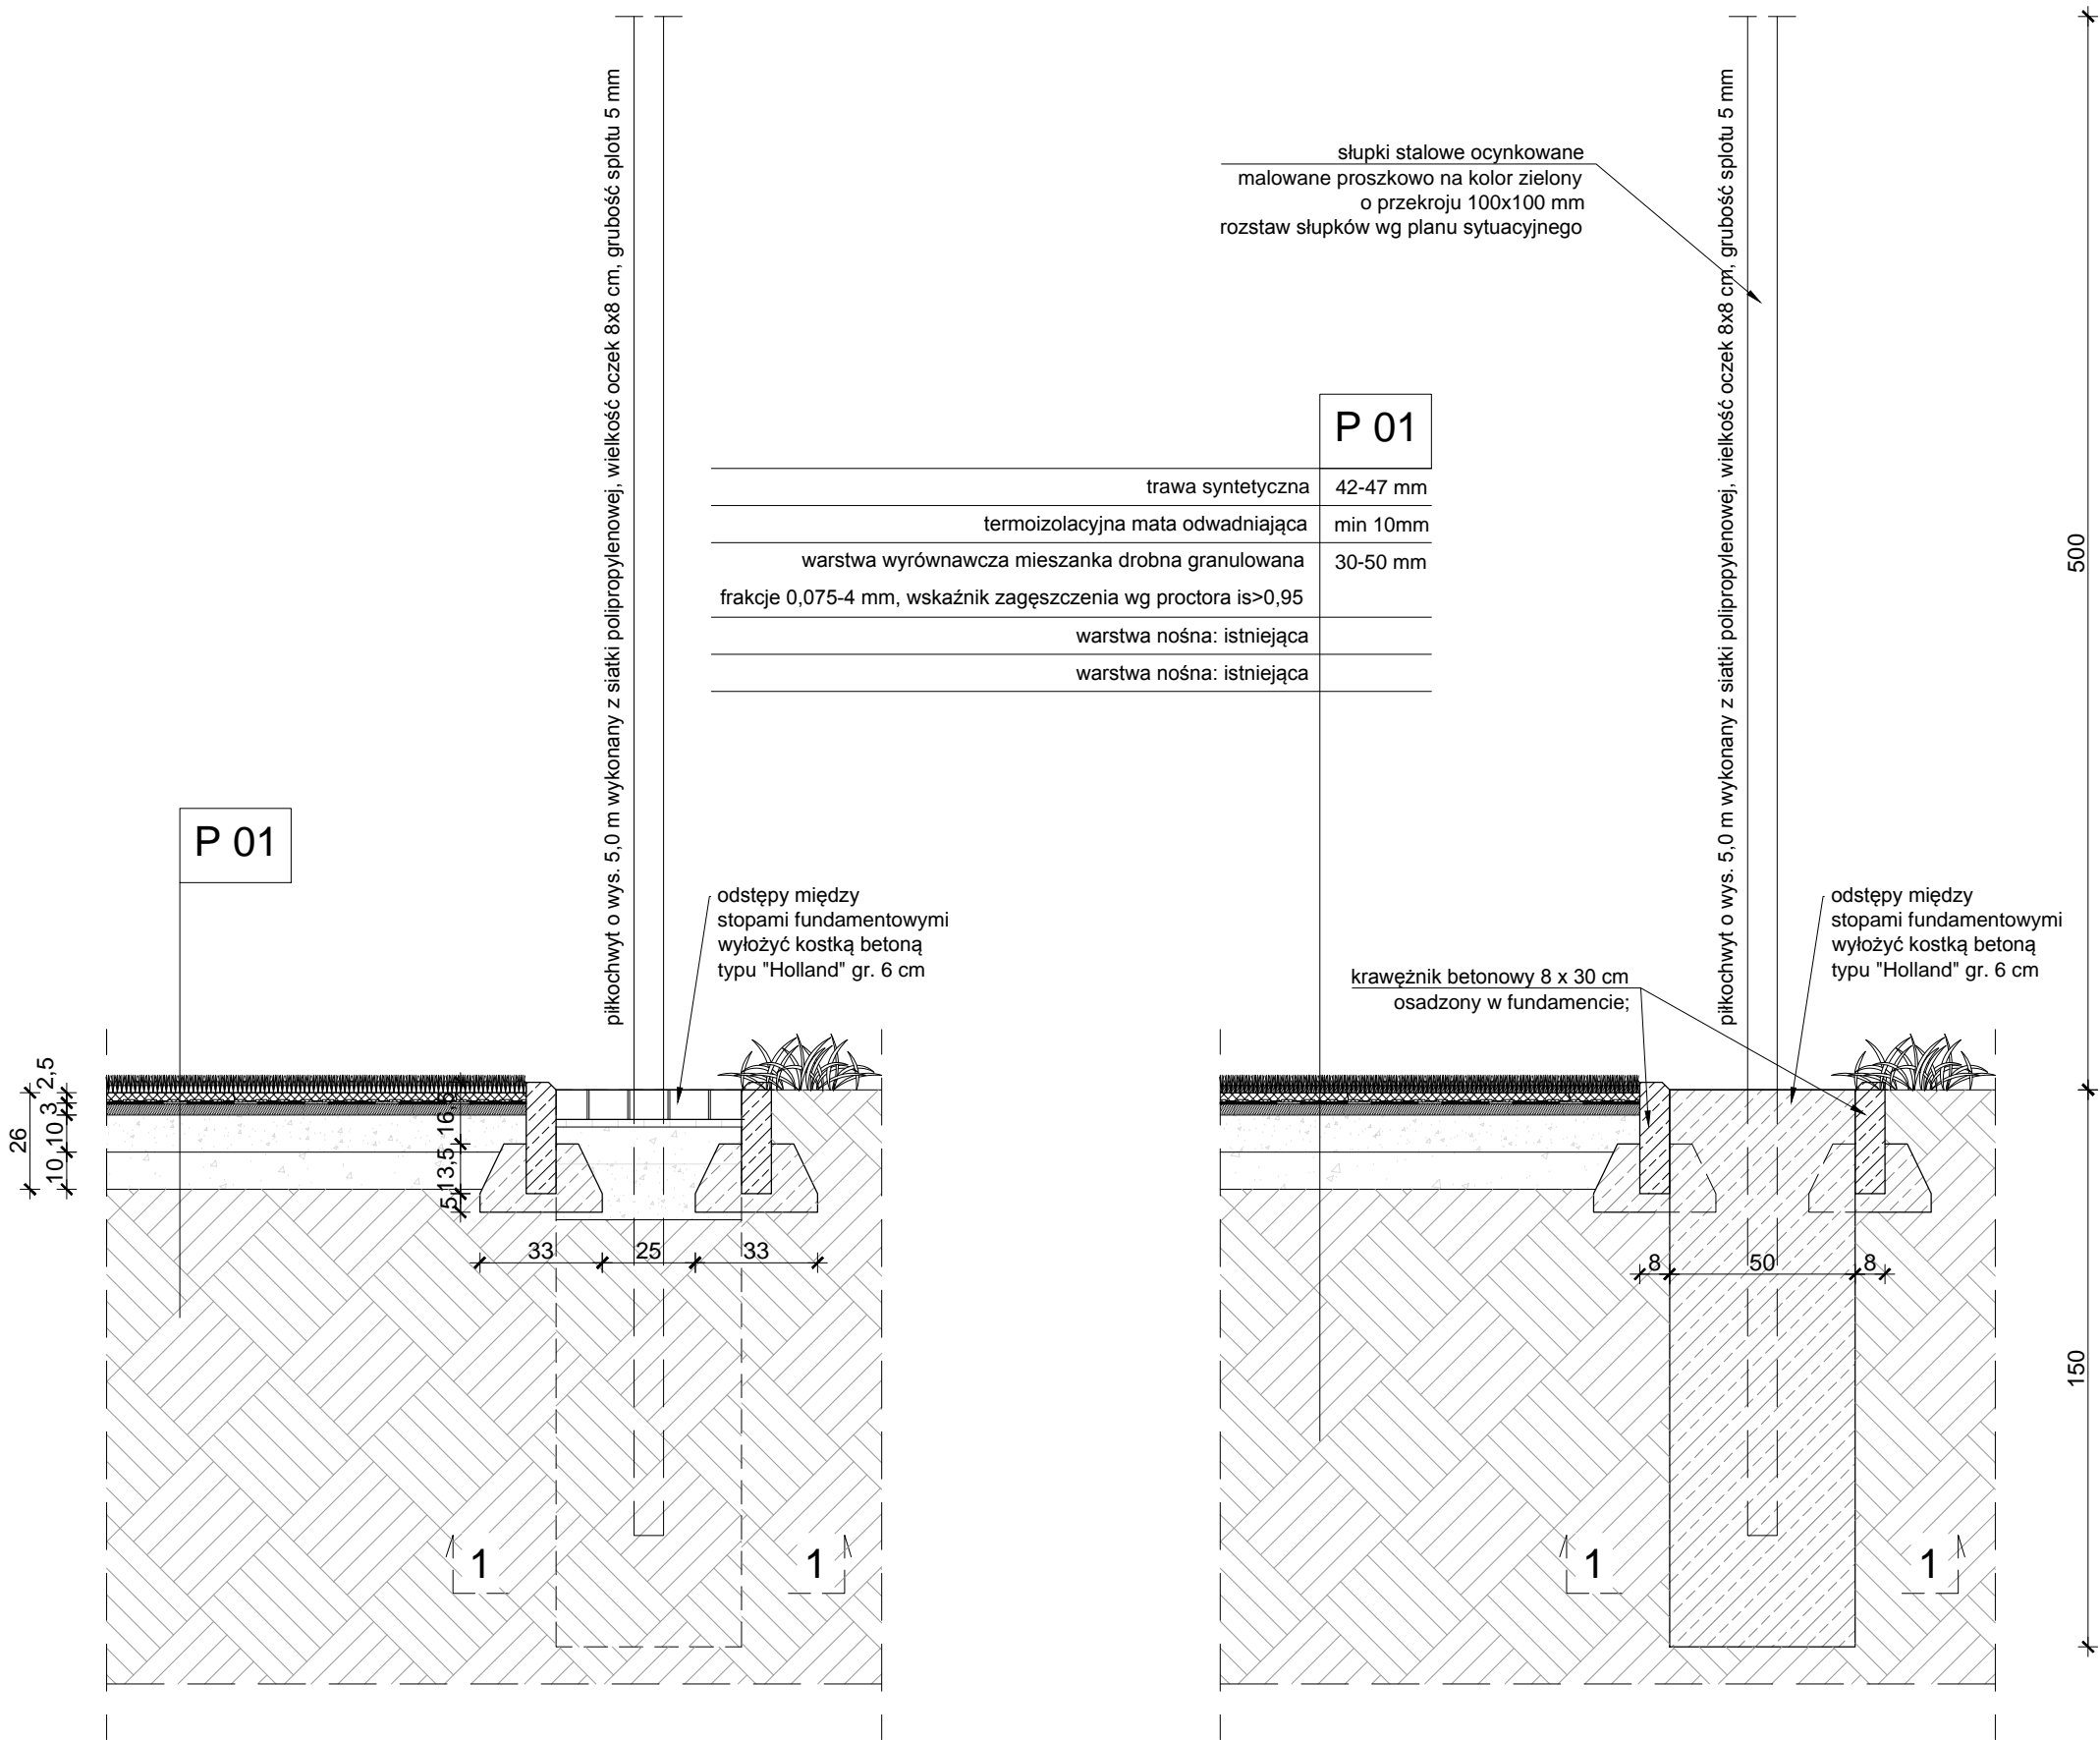 piłkochwyt o wys. 5,0 m wykonany z siatki polipropylenowej, wielkość oczek 8x8 cm, grubość splotu 5 mm
P 01
odstępy między
stopami fundamentowymi
wyłożyć kostką betoną
typu "Holland" gr. 6 cm
26
2,5
3
10
10
16,5
13,5
5
33
25
33
1
1
słupki stalowe ocynkowane
malowane proszkowo na kolor zielony
o przekroju 100x100 mm
rozstaw słupków wg planu sytuacyjnego
piłkochwyt o wys. 5,0 m wykonany z siatki polipropylenowej, wielkość oczek 8x8 cm, grubość splotu 5 mm
P 01
trawa syntetyczna 42-47 mm
termoizolacyjna mata odwadniająca min 10mm
warstwa wyrównawcza mieszanka drobna granulowana 30-50 mm
frakcje 0,075-4 mm, wskaźnik zagęszczenia wg proctora is>0,95
warstwa nośna: istniejąca
warstwa nośna: istniejąca
odstępy między
stopami fundamentowymi
wyłożyć kostką betoną
typu "Holland" gr. 6 cm
krawężnik betonowy 8 x 30 cm
osadzony w fundamencie;
8
50
8
1
1
500
150